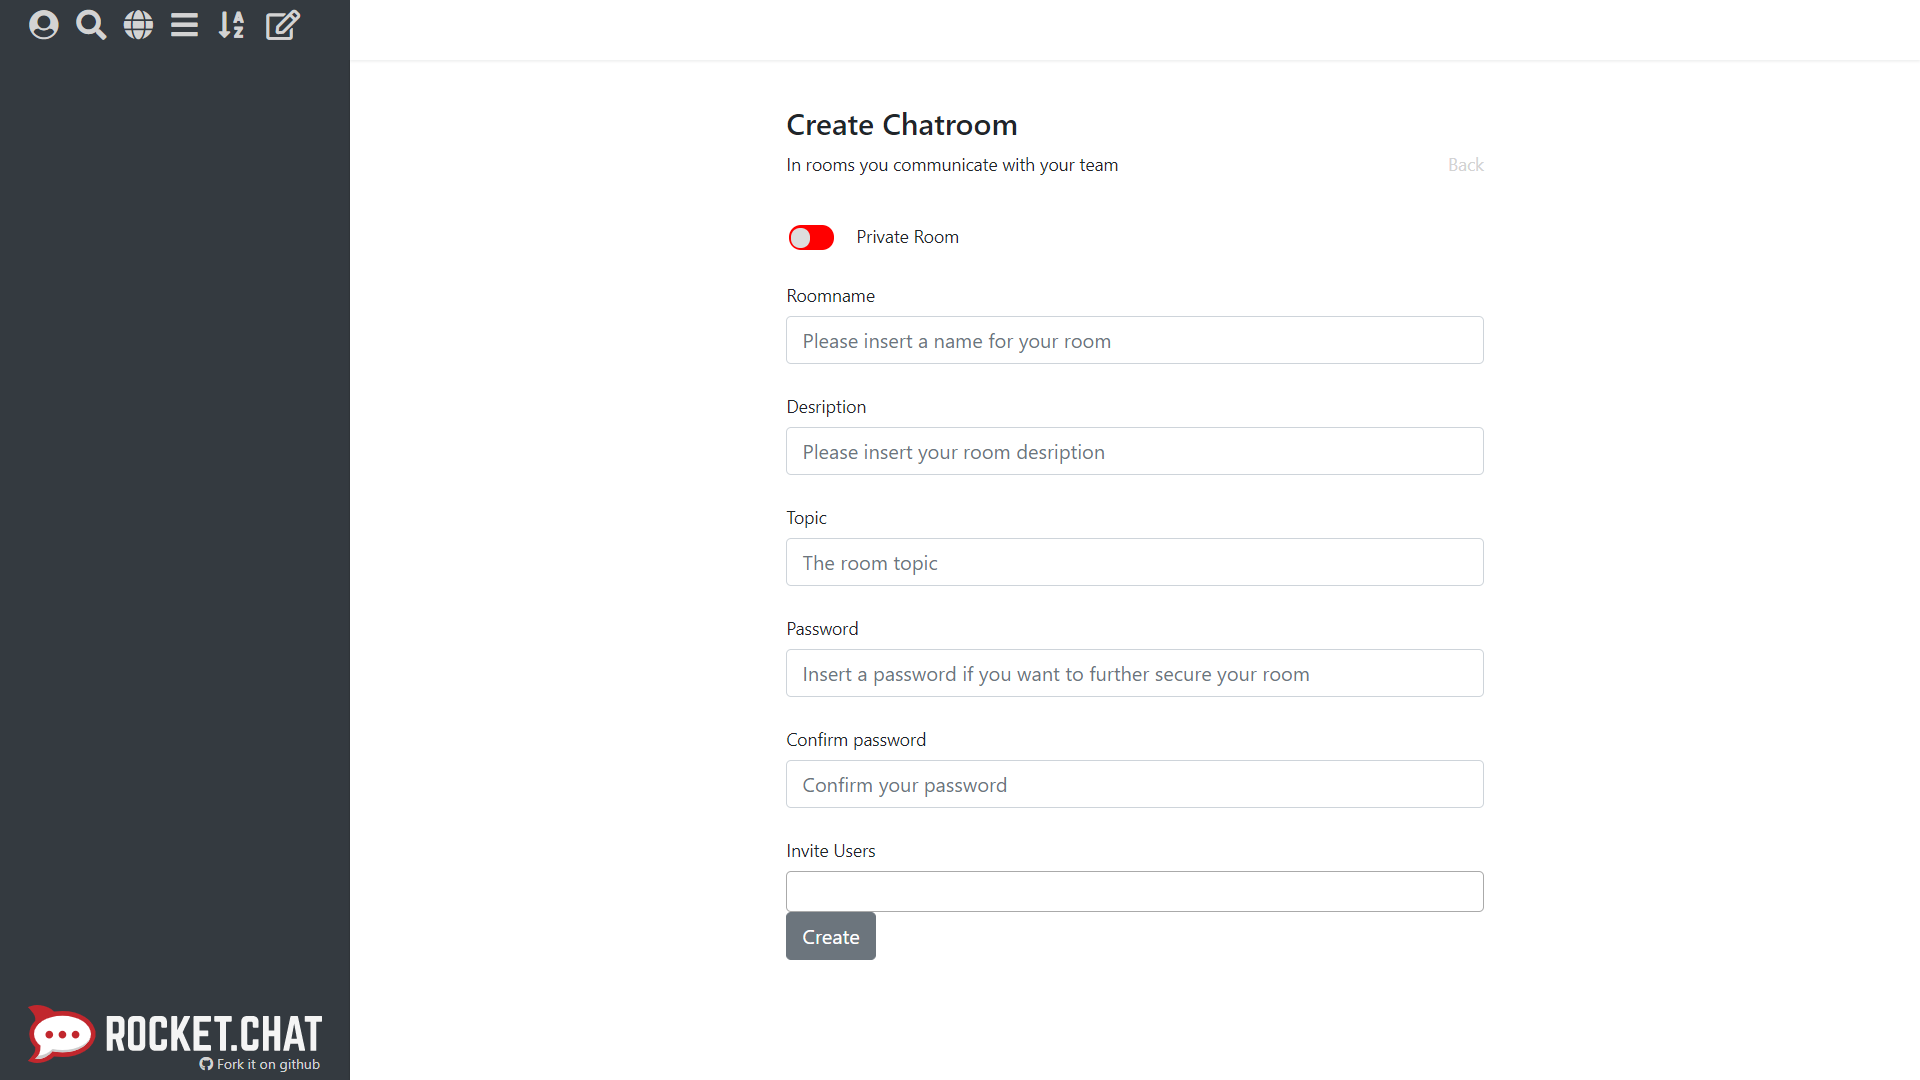 Create Chatroom
In rooms you communicate with your team
Back
Private Room
Roomname
Please insert a name for your room
Desription
Please insert your room desription
Topic
The room topic
Password
Insert a password if you want to further secure your room
Confirm password
Confirm your password
Invite Users
Create
ROCKET.CHAT
Fork it on github